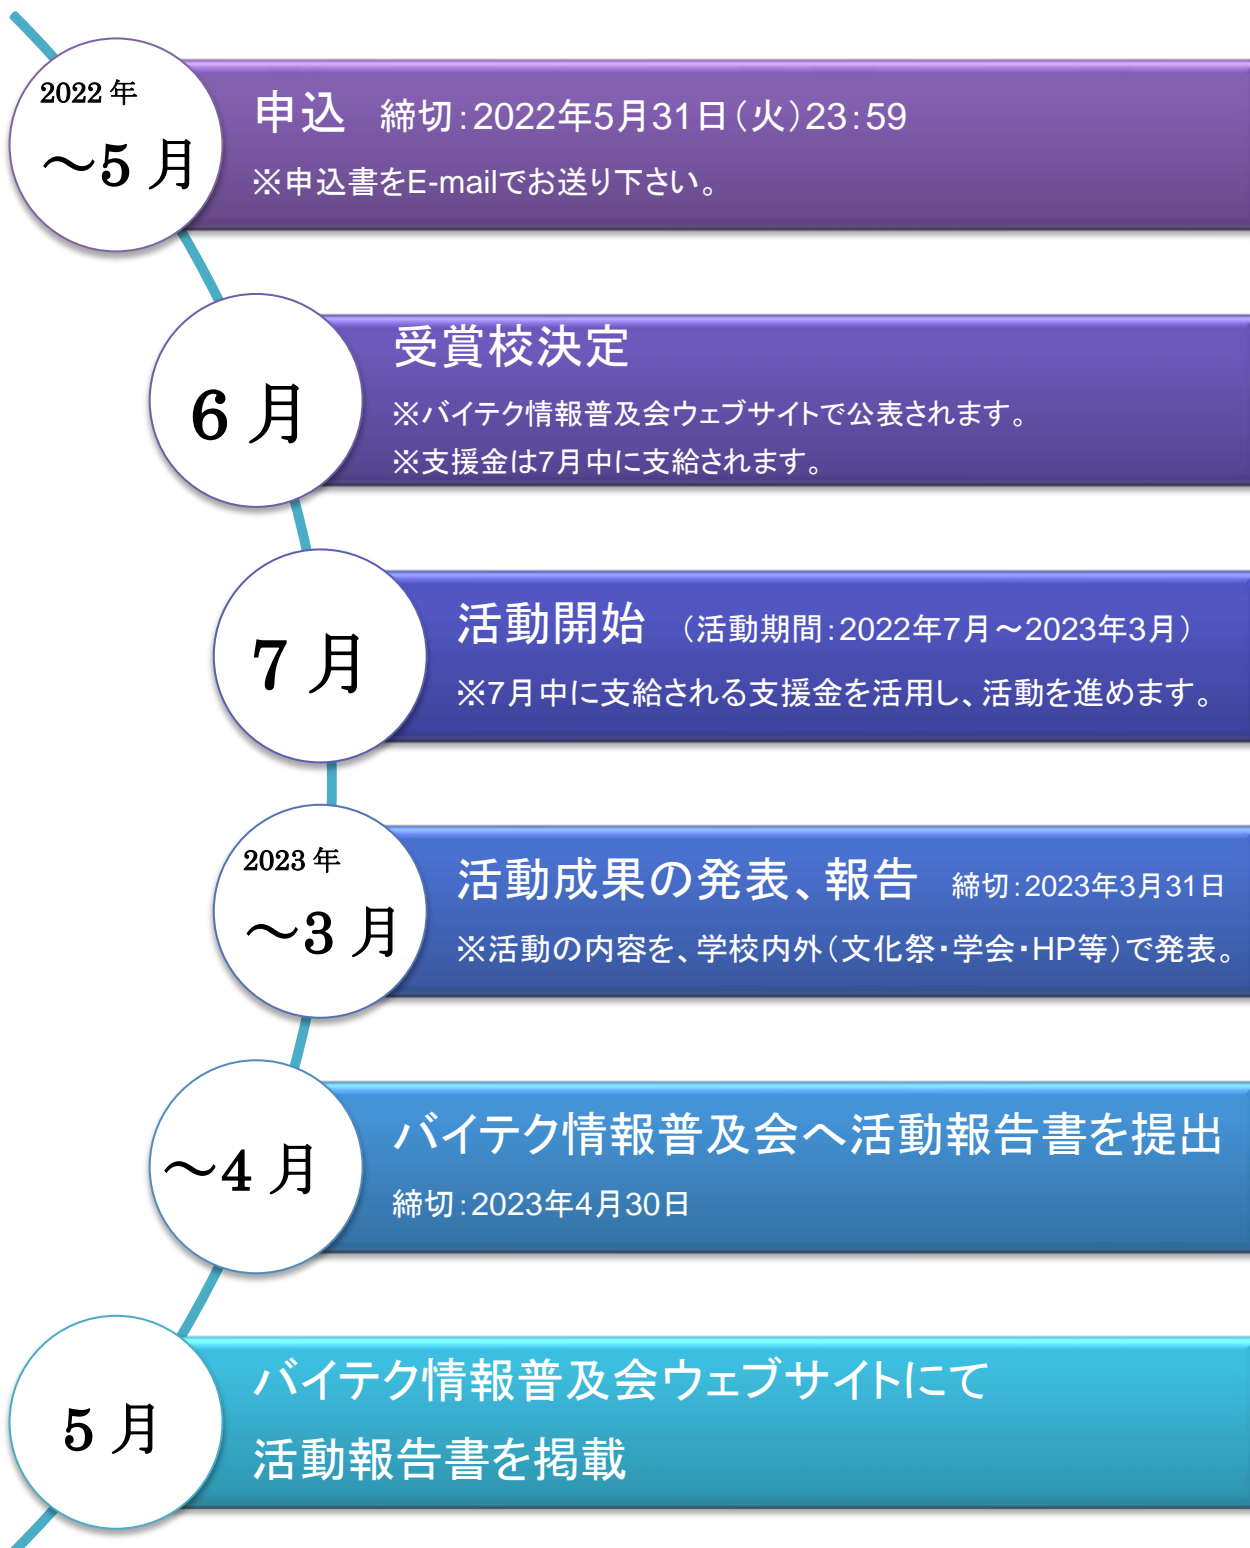 2022年
～5月
申込　締切：2022年5月31日（火）23：59
※申込書をE-mailでお送り下さい。
6月
受賞校決定
※バイテク情報普及会ウェブサイトで公表されます。
※支援金は7月中に支給されます。
7月
活動開始　（活動期間：2022年7月～2023年3月）
※7月中に支給される支援金を活用し、活動を進めます。
2023年
～3月
活動成果の発表、報告　締切：2023年3月31日
※活動の内容を、学校内外（文化祭・学会・HP等）で発表。
～4月
バイテク情報普及会へ活動報告書を提出
締切：2023年4月30日
5月
バイテク情報普及会ウェブサイトにて
活動報告書を掲載